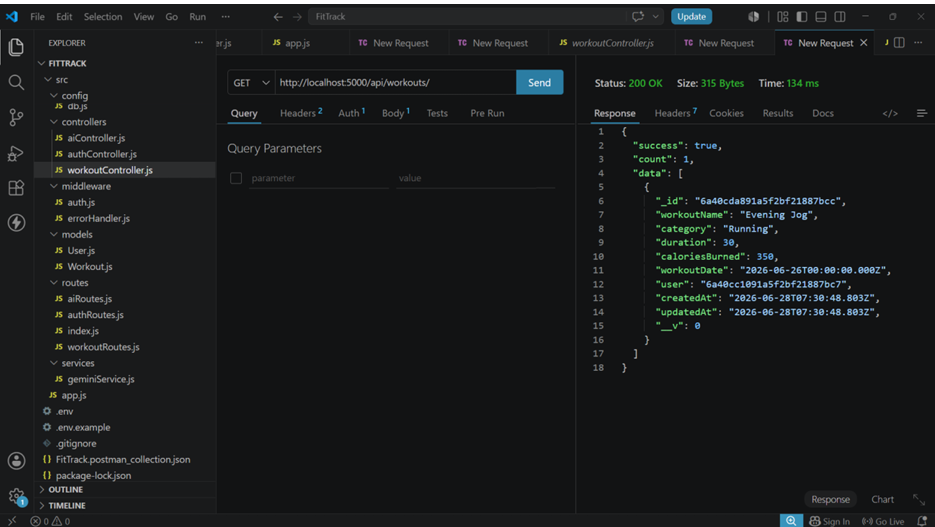 File Edit Selection View Go Run ··· ← → FitTrack Update
EXPLORER ···
FITTRACK
src
config
JS db.js
controllers
JS aiController.js
JS authController.js
JS workoutController.js
middleware
JS auth.js
JS errorHandler.js
models
JS User.js
JS Workout.js
routes
JS aiRoutes.js
JS authRoutes.js
JS index.js
JS workoutRoutes.js
services
JS geminiService.js
JS app.js
.env
.env.example
.gitignore
{} FitTrack.postman_collection.json
{} package-lock.json
OUTLINE
TIMELINE
1
er.js JS app.js TC New Request TC New Request JS workoutController.js TC New Request TC New Request × J ···
GET http://localhost:5000/api/workouts/ Send
Query Headers 2 Auth 1 Body 1 Tests Pre Run
Query Parameters
parameter value
Status: 200 OK Size: 315 Bytes Time: 134 ms
Response Headers 7 Cookies Results Docs </>
1 {
2 "success": true,
3 "count": 1,
4 "data": [
5 {
6 "_id": "6a40cda891a5f2bf21887bcc",
7 "workoutName": "Evening Jog",
8 "category": "Running",
9 "duration": 30,
10 "caloriesBurned": 350,
11 "workoutDate": "2026-06-26T00:00:00.000Z",
12 "user": "6a40cc1091a5f2bf21887bc7",
13 "createdAt": "2026-06-28T07:30:48.803Z",
14 "updatedAt": "2026-06-28T07:30:48.803Z",
15 "__v": 0
16 }
17 ]
18 }
Response Chart
0 0 Sign In Go Live